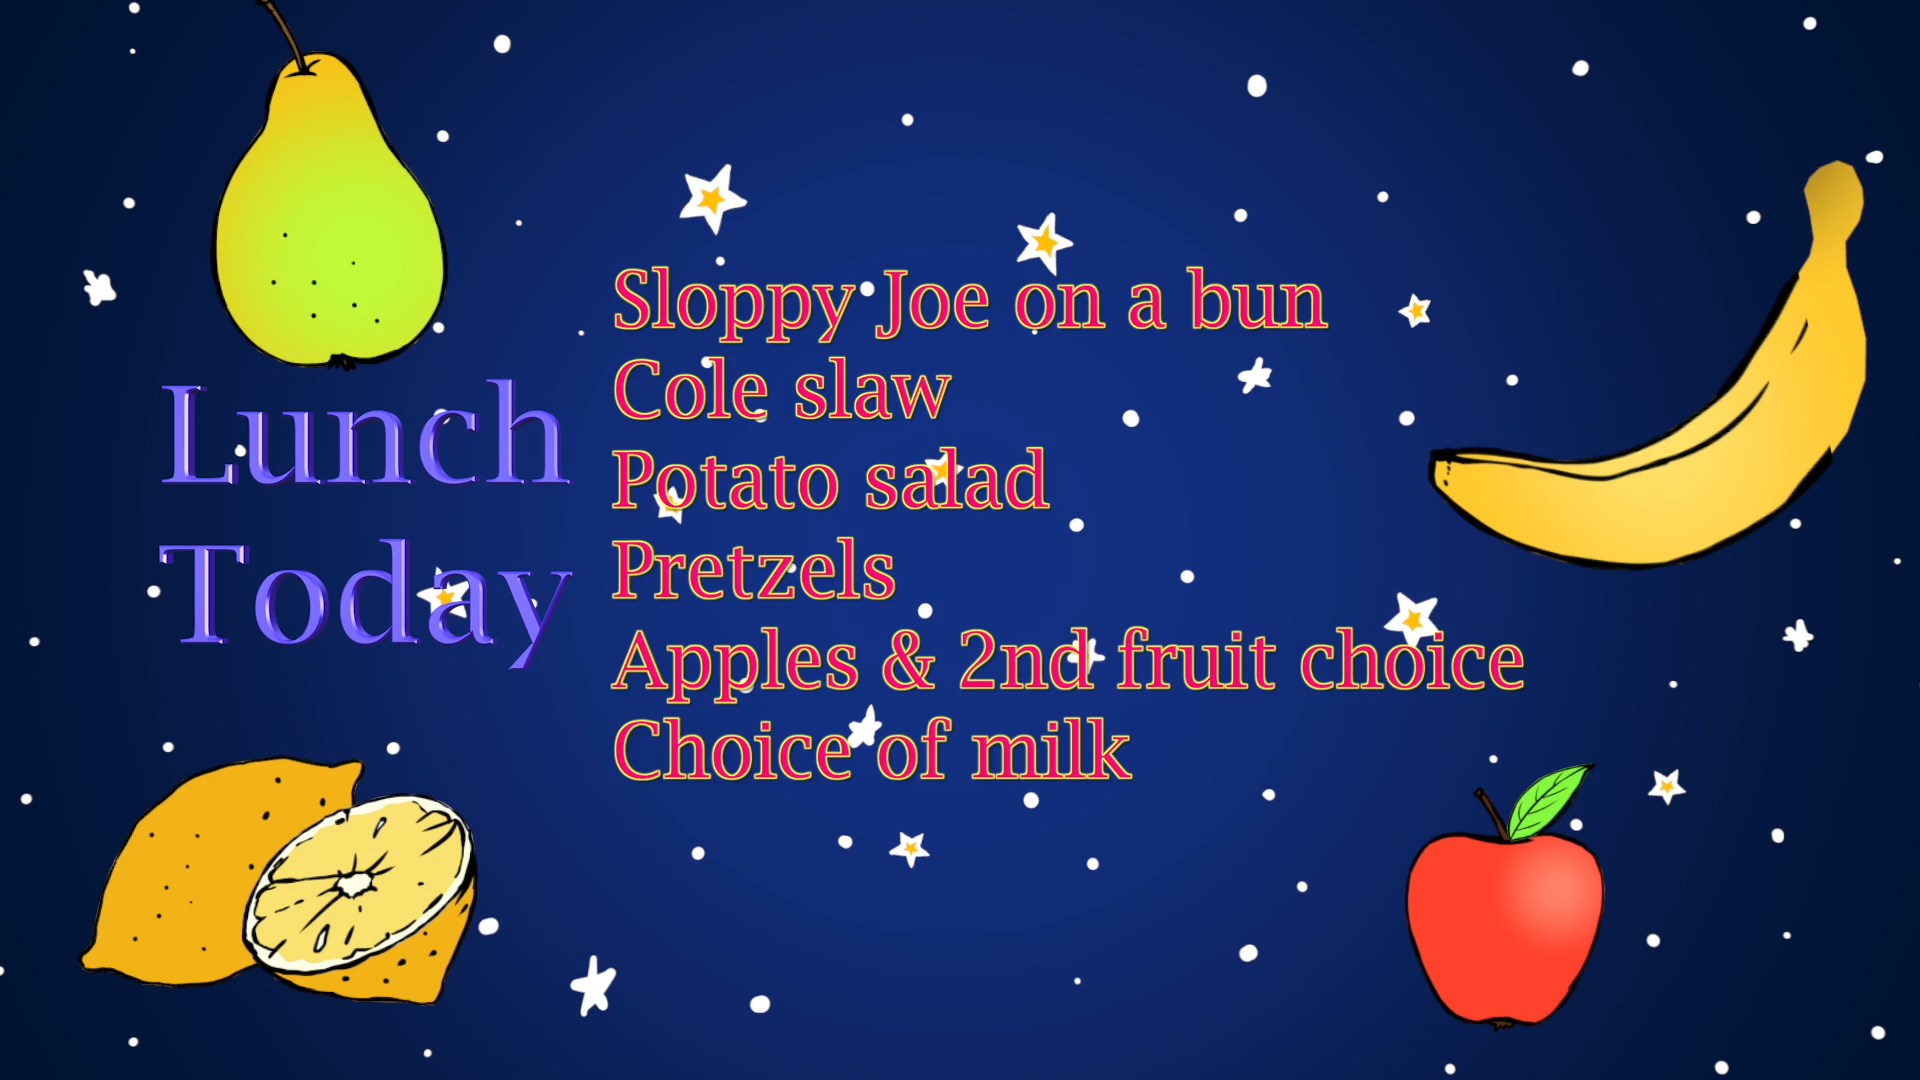 Lunch
Today
Sloppy Joe on a bun
Cole slaw
Potato salad
Pretzels
Apples & 2nd fruit choice
Choice of milk